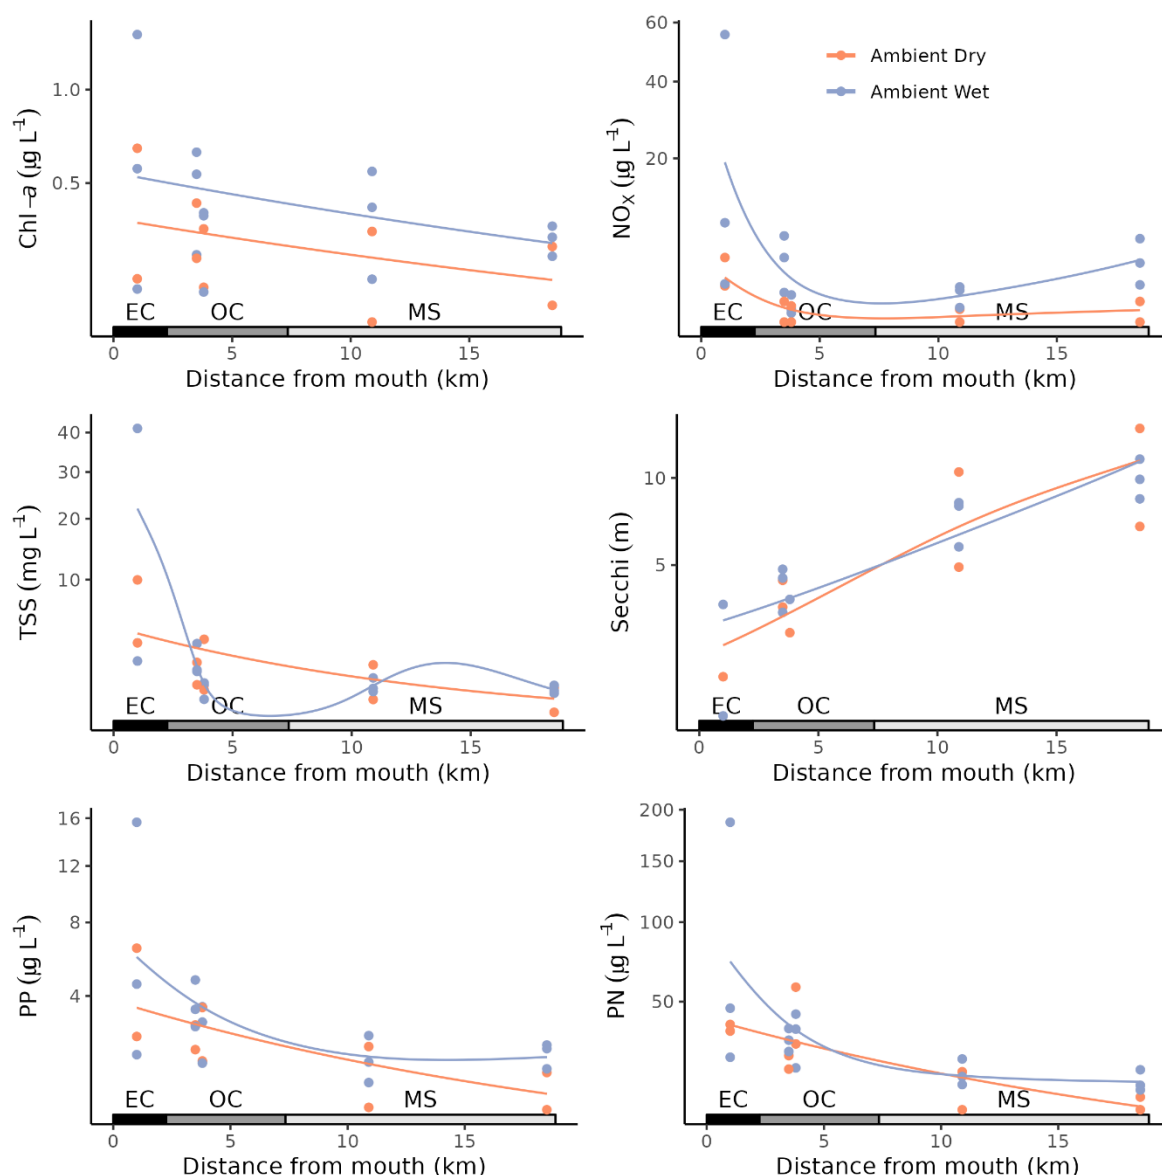 Chl−a (µg L⁻¹)
1.0
0.5
EC OC MS
0 5 10 15
Distance from mouth (km)
NOX (µg L⁻¹)
60
40
20
Ambient Dry
Ambient Wet
EC OC MS
0 5 10 15
Distance from mouth (km)
TSS (mg L⁻¹)
40
30
20
10
EC OC MS
0 5 10 15
Distance from mouth (km)
Secchi (m)
10
5
EC OC MS
0 5 10 15
Distance from mouth (km)
PP (µg L⁻¹)
16
12
8
4
EC OC MS
0 5 10 15
Distance from mouth (km)
PN (µg L⁻¹)
200
150
100
50
EC OC MS
0 5 10 15
Distance from mouth (km)